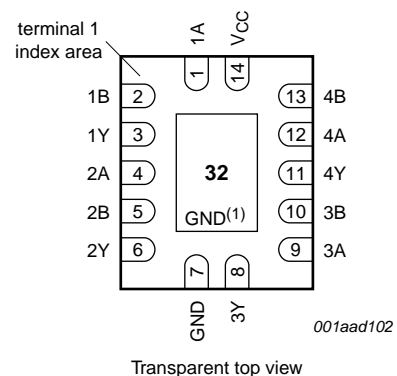 terminal 1
index area
1A
VCC
1
14
1B 2 13 4B
1Y 3 12 4A
2A 4 32 11 4Y
2B 5 GND(1) 10 3B
2Y 6 9 3A
7
8
GND
3Y
001aad102
Transparent top view